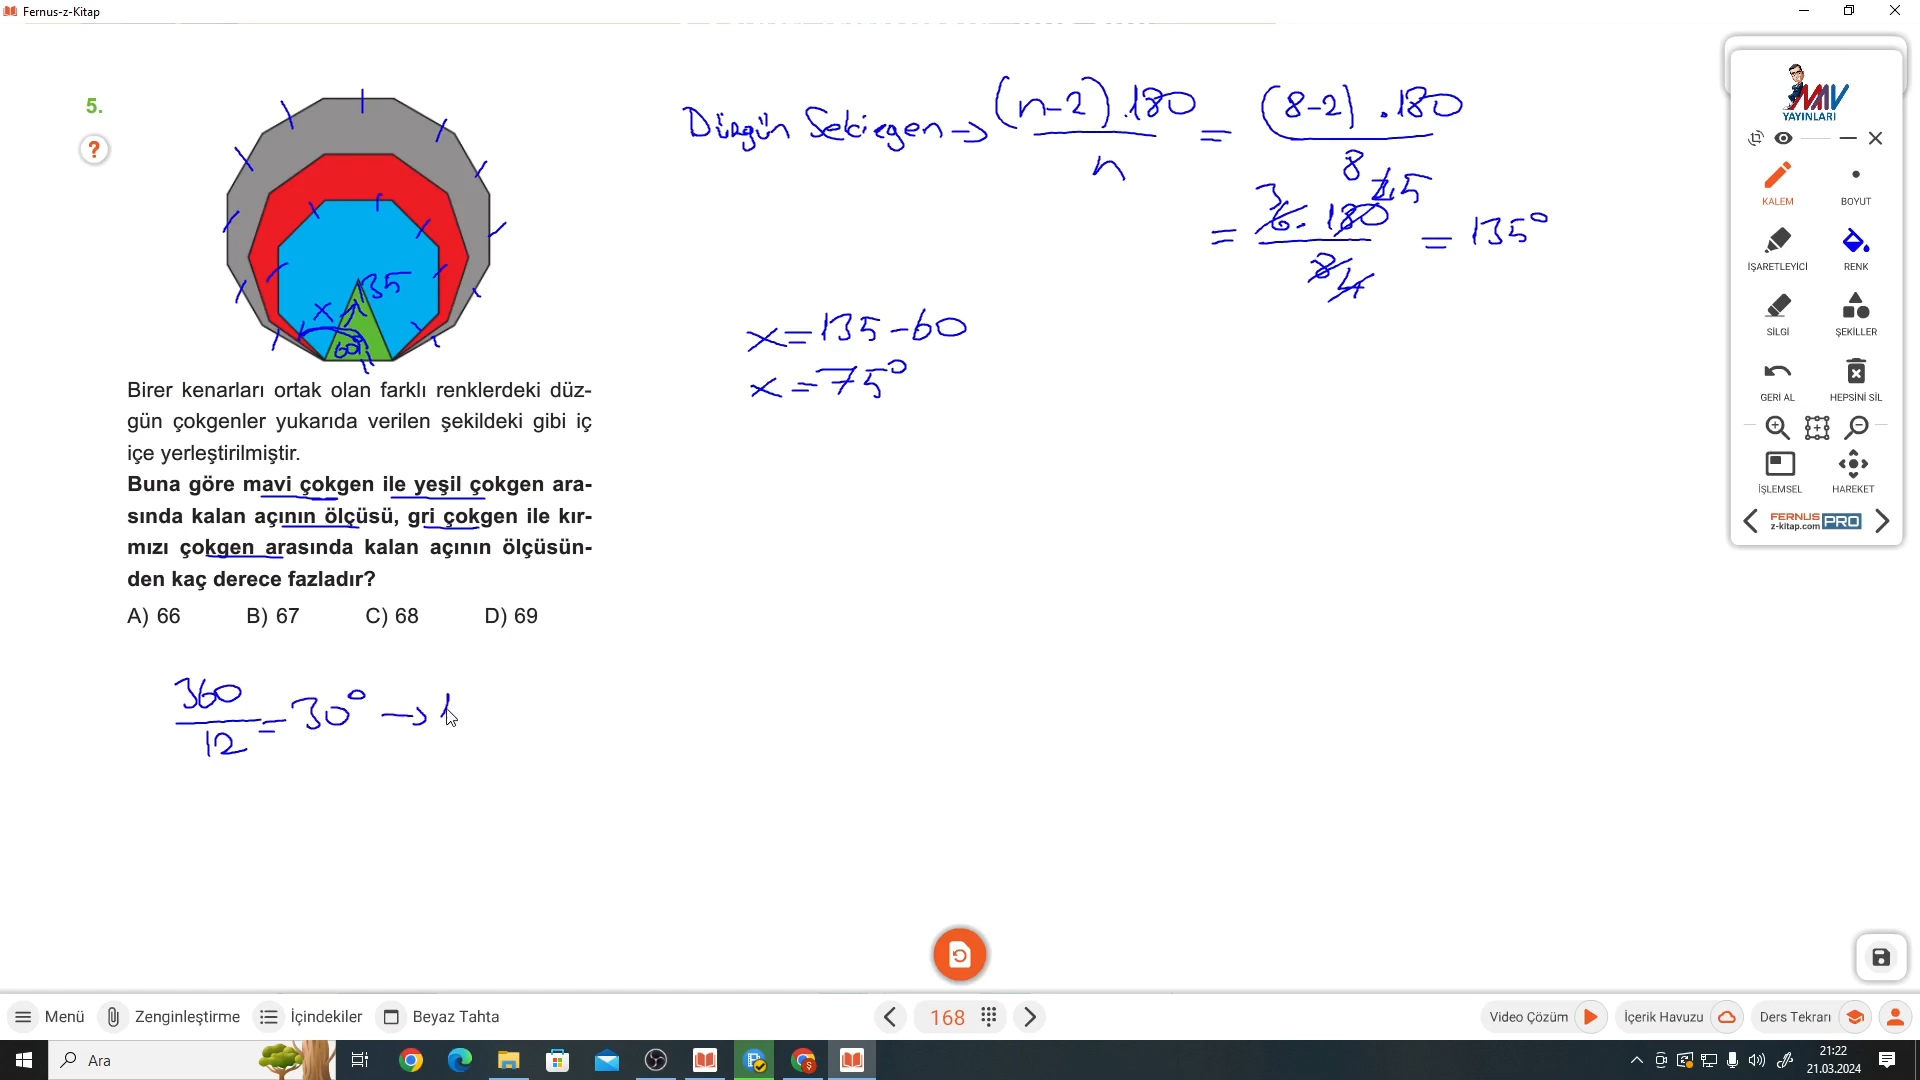 Fernus-z-Kitap
5.
?
Birer kenarları ortak olan farklı renklerdeki düz-
gün çokgenler yukarıda verilen şekildeki gibi iç
içe yerleştirilmiştir.
Buna göre mavi çokgen ile yeşil çokgen ara-
sında kalan açının ölçüsü, gri çokgen ile kır-
mızı çokgen arasında kalan açının ölçüsün-
den kaç derece fazladır?
A) 66 B) 67 C) 68 D) 69
x
135
60°
360/12 = 30° →
Düzgün Sekizgen → (n-2).180/n = (8-2).180/8
= 6.180/8 = 135°
3 45
4
x = 135 - 60
x = 75°
MAV
YAYINLARI
KALEM BOYUT
İŞARETLEYİCİ RENK
SİLGİ ŞEKİLLER
GERİ AL HEPSİNİ SİL
İŞLEMSEL HAREKET
FERNUS
z-kitap.com PRO
Menü Zenginleştirme İçindekiler Beyaz Tahta 168 Video Çözüm İçerik Havuzu Ders Tekrarı
Ara
21:22
21.03.2024